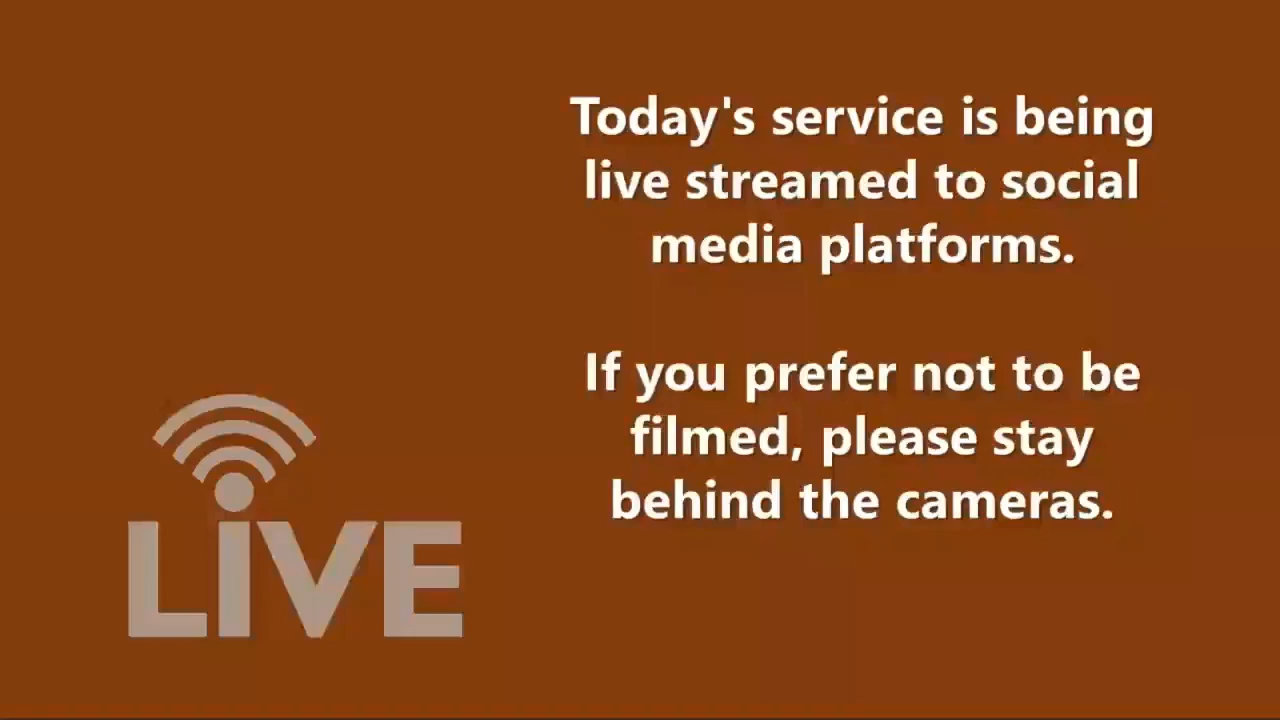 Today's service is being
live streamed to social
media platforms.
If you prefer not to be
filmed, please stay
behind the cameras.
LiVE